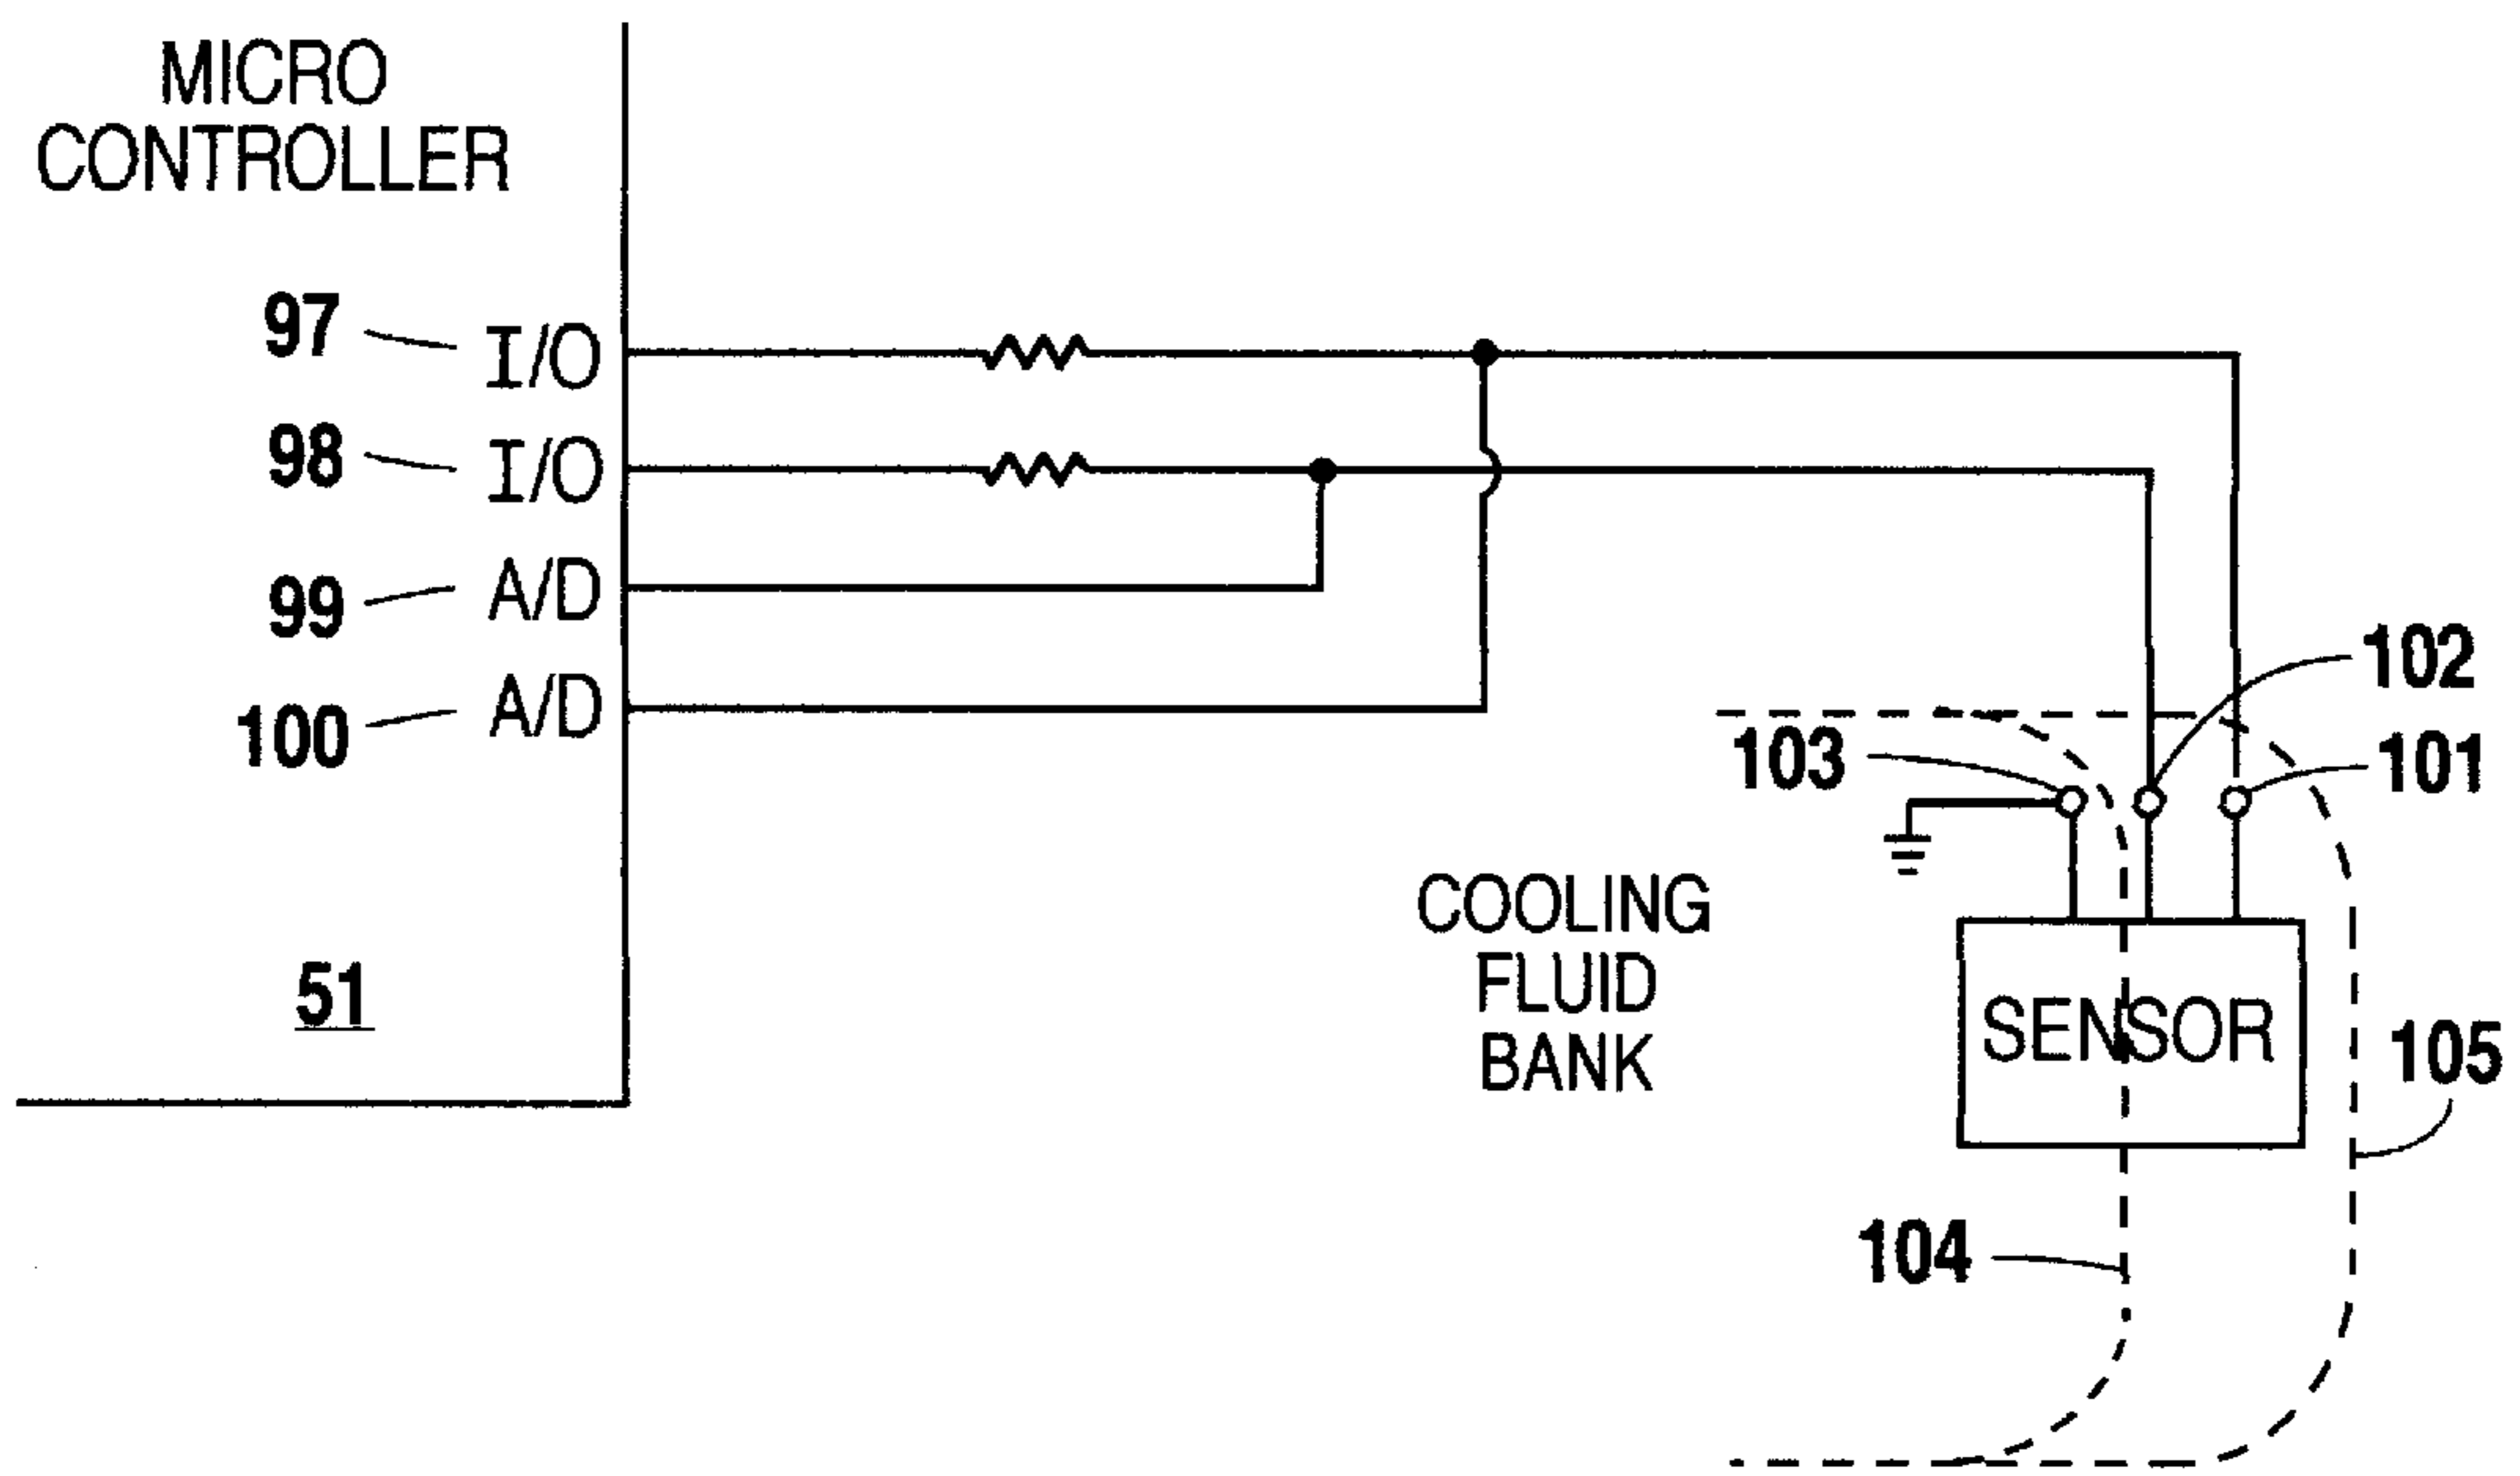 MICRO
CONTROLLER
97 I/O
98 I/O
99 A/D
100 A/D
51
102
103
101
COOLING
FLUID
BANK
SENSOR
105
104